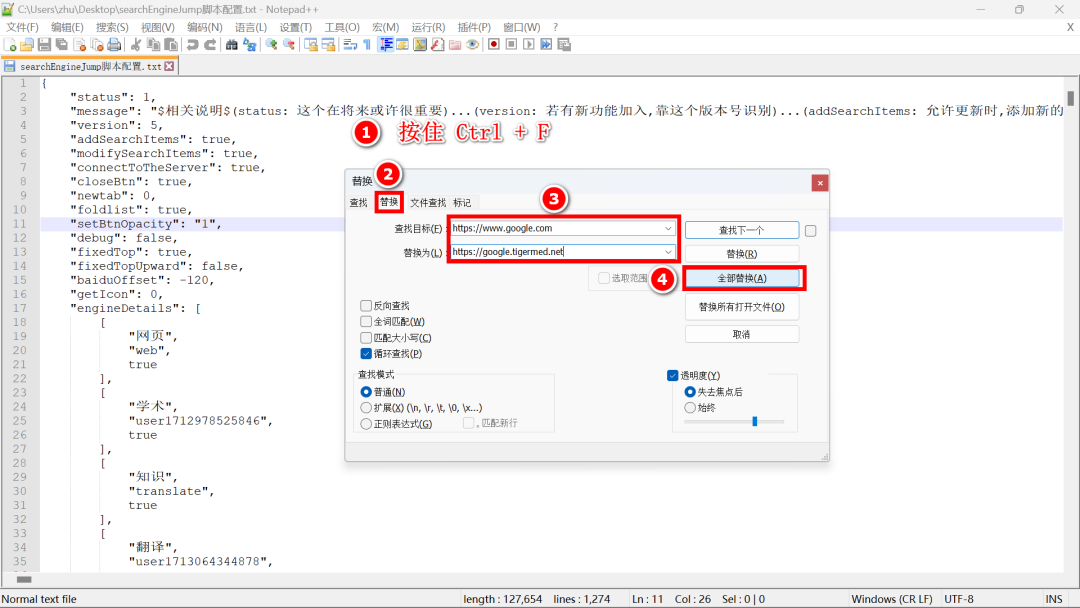 C:\Users\zhu\Desktop\searchEngineJump脚本配置.txt - Notepad++
文件(F) 编辑(E) 搜索(S) 视图(V) 编码(N) 语言(L) 设置(T) 工具(O) 宏(M) 运行(R) 插件(P) 窗口(W) ? X
searchEngineJump脚本配置.txt
1 {
2 "status": 1,
3 "message": "$相关说明$(status: 这个在将来或许很重要)...(version: 若有新功能加入,靠这个版本号识别)...(addSearchItems: 允许更新时,添加新的
4 "version": 5,
5 "addSearchItems": true,
6 "modifySearchItems": true,
7 "connectToTheServer": true,
8 "closeBtn": true,
9 "newtab": 0,
10 "foldlist": true,
11 "setBtnOpacity": "1",
12 "debug": false,
13 "fixedTop": true,
14 "fixedTopUpward": false,
15 "baiduOffset": -120,
16 "getIcon": 0,
17 "engineDetails": [
18 [
19 "网页",
20 "web",
21 true
22 ],
23 [
24 "学术",
25 "user1712978525846",
26 true
27 ],
28 [
29 "知识",
30 "translate",
31 true
32 ],
33 [
34 "翻译",
35 "user1713064344878",
1 按住 Ctrl + F
2
替换
查找 替换 文件查找 标记
3
查找目标(F): https://www.google.com 查找下一个
替换为(L): https://google.tigermed.net 替换(R)
选取范围 4 全部替换(A)
替换所有打开文件(O)
取消
反向查找
全词匹配(W)
匹配大小写(C)
循环查找(P)
查找模式
普通(N)
扩展(X) (\n, \r, \t, \0, \x...)
正则表达式(G) . 匹配新行
透明度(Y)
失去焦点后
始终
Normal text file length : 127,654 lines : 1,274 Ln : 11 Col : 26 Sel : 0 | 0 Windows (CR LF) UTF-8 INS